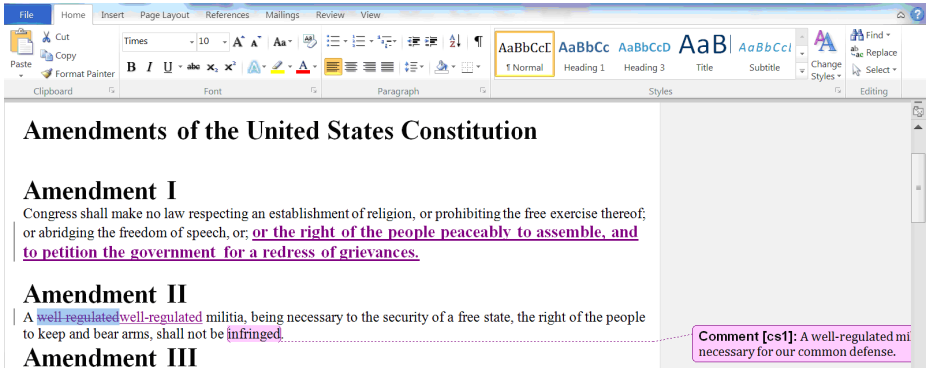 File Home Insert Page Layout References Mailings Review View
Cut
Copy
Format Painter
Paste
Times 10 A A Aa
B I U abc x₂ x² A A
¶
AaBbCcD AaBbCc AaBbCcD AaB AaBbCcL
¶ Normal Heading 1 Heading 3 Title Subtitle
Change Styles
Find
Replace
Select
Clipboard Font Paragraph Styles Editing
Amendments of the United States Constitution
Amendment I
Congress shall make no law respecting an establishment of religion, or prohibiting the free exercise thereof;
or abridging the freedom of speech, or; or the right of the people peaceably to assemble, and
to petition the government for a redress of grievances.
Amendment II
A well regulatedwell-regulated militia, being necessary to the security of a free state, the right of the people
to keep and bear arms, shall not be infringed.
Comment [cs1]: A well-regulated mil
necessary for our common defense.
Amendment III